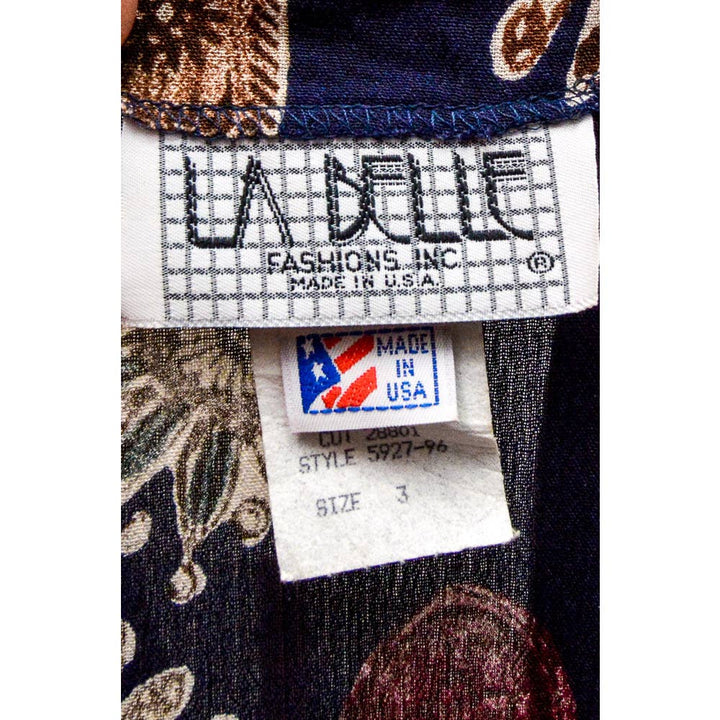 LA BELLE
FASHIONS, INC.
MADE IN U.S.A.
®
MADE
IN
USA
CUT 28801
STYLE 5927-96
SIZE 3